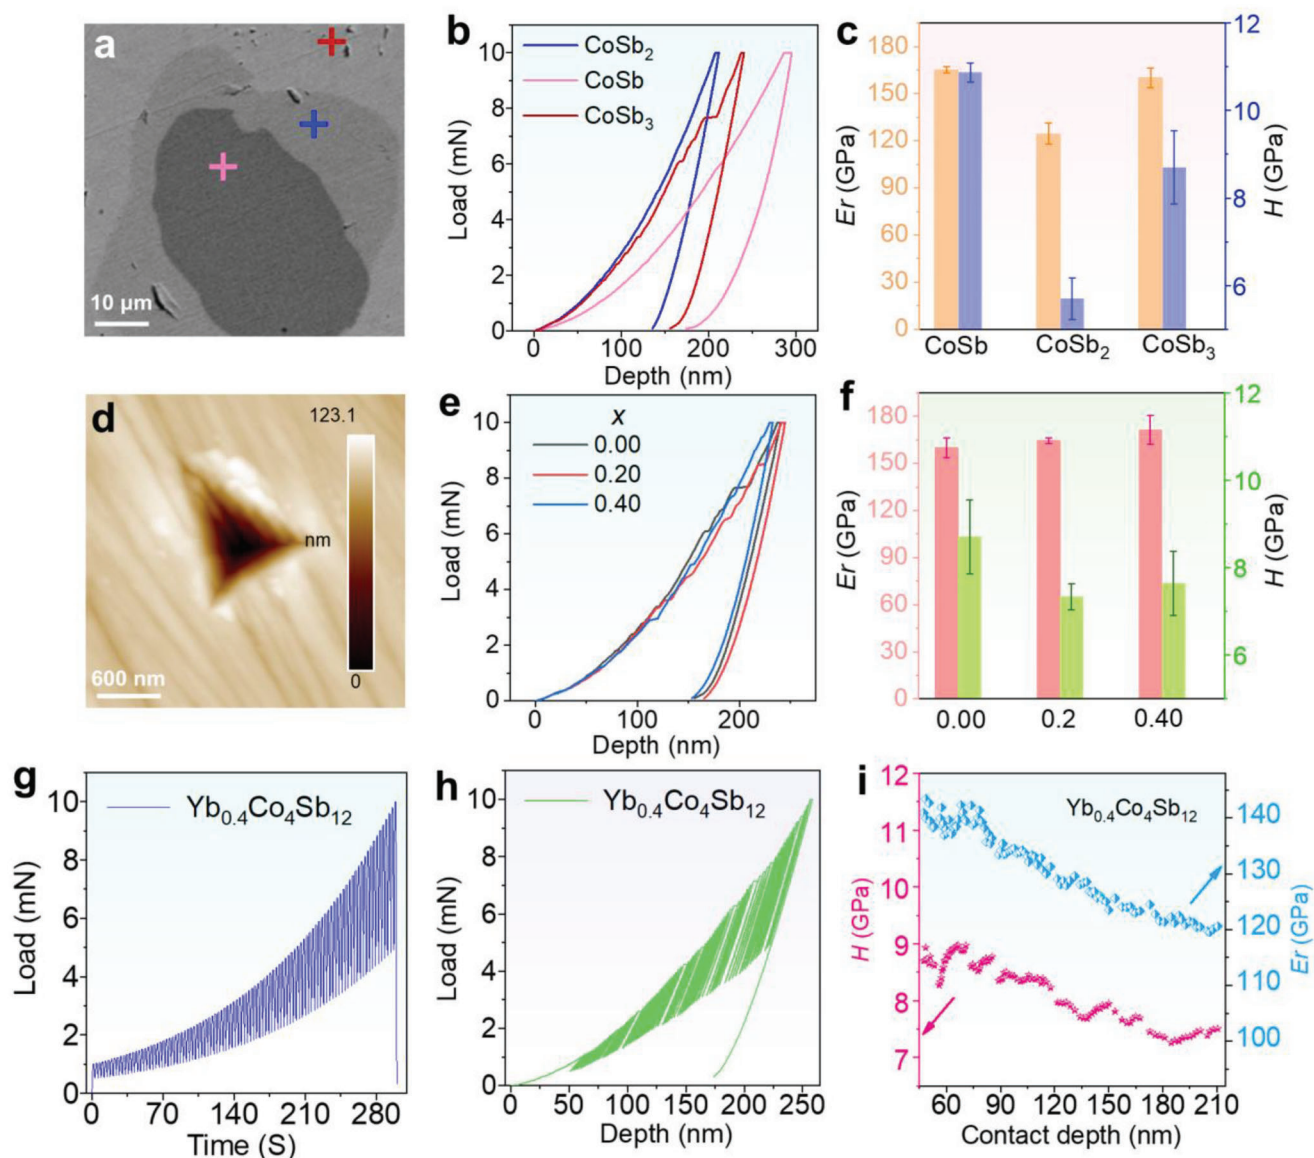 a
10 μm
b
CoSb₂
CoSb
CoSb₃
10
8
6
4
2
0
Load (mN)
0 100 200 300
Depth (nm)
c
180
150
120
90
60
30
0
Er (GPa)
12
10
8
6
H (GPa)
CoSb CoSb₂ CoSb₃
d
123.1
nm
0
600 nm
e
x
0.00
0.20
0.40
10
8
6
4
2
0
Load (mN)
0 100 200
Depth (nm)
f
180
150
120
90
60
30
0
Er (GPa)
12
10
8
6
H (GPa)
0.00 0.2 0.40
g
Yb₀.₄Co₄Sb₁₂
10
8
6
4
2
0
Load (mN)
0 70 140 210 280
Time (S)
h
Yb₀.₄Co₄Sb₁₂
10
8
6
4
2
0
Load (mN)
0 50 100 150 200 250
Depth (nm)
i
Yb₀.₄Co₄Sb₁₂
12
11
10
9
8
7
H (GPa)
140
130
120
110
100
Er (GPa)
60 90 120 150 180 210
Contact depth (nm)